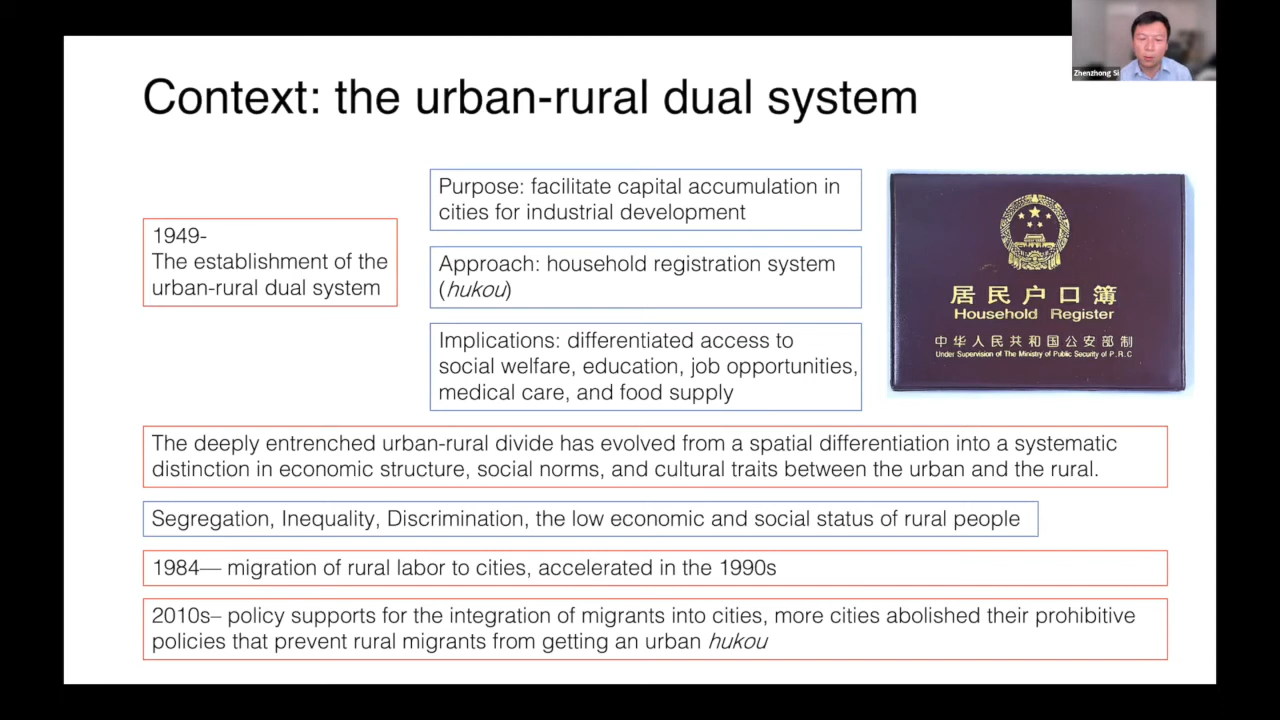 Zhenzhong Si
Context: the urban-rural dual system
1949-
The establishment of the
urban-rural dual system
Purpose: facilitate capital accumulation in
cities for industrial development
Approach: household registration system
(hukou)
Implications: differentiated access to
social welfare, education, job opportunities,
medical care, and food supply
居民户口簿
Household Register
中华人民共和国公安部制
Under Supervision of The Ministry of Public Security of P.R.C
The deeply entrenched urban-rural divide has evolved from a spatial differentiation into a systematic
distinction in economic structure, social norms, and cultural traits between the urban and the rural.
Segregation, Inequality, Discrimination, the low economic and social status of rural people
1984— migration of rural labor to cities, accelerated in the 1990s
2010s– policy supports for the integration of migrants into cities, more cities abolished their prohibitive
policies that prevent rural migrants from getting an urban hukou